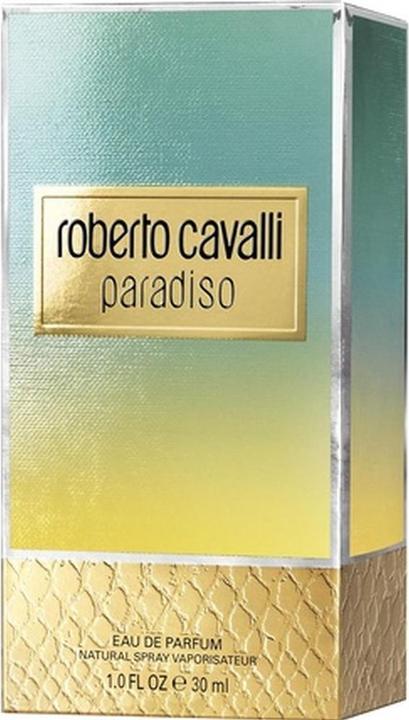 roberto cavalli
paradiso
EAU DE PARFUM
NATURAL SPRAY VAPORISATEUR
1.0 FL OZ ℮ 30 ml